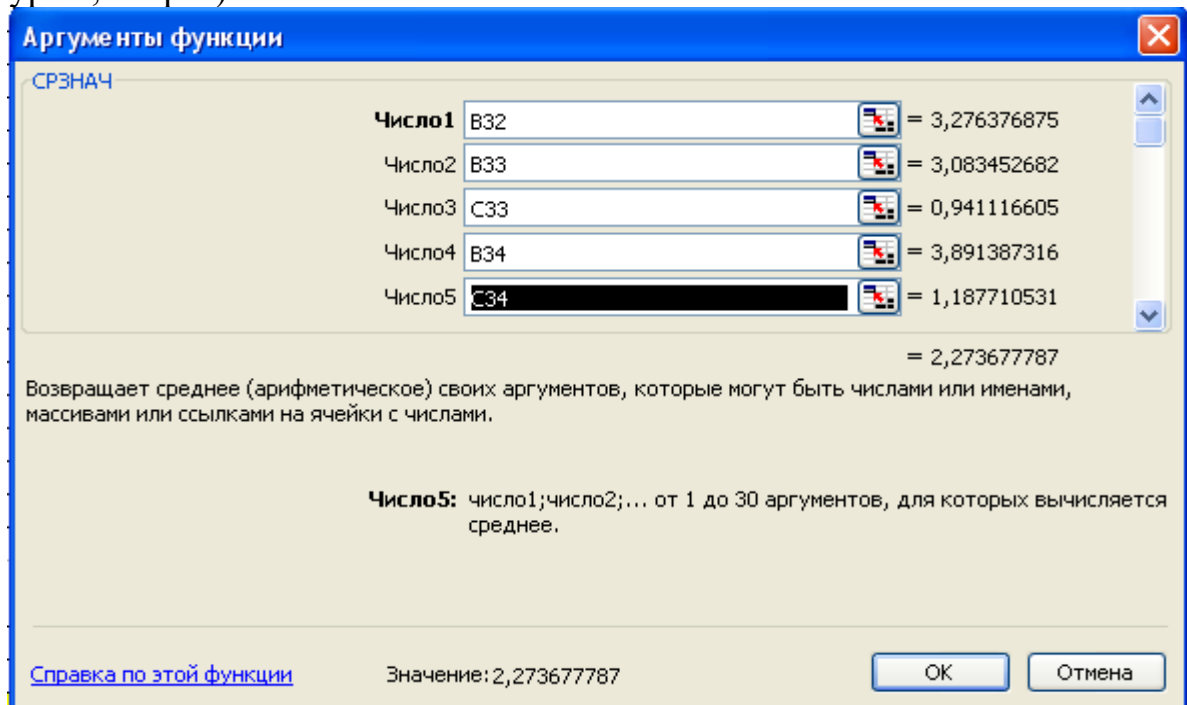 Аргументы функции
СРЗНАЧ
Число1 B32 = 3,276376875
Число2 B33 = 3,083452682
Число3 C33 = 0,941116605
Число4 B34 = 3,891387316
Число5 C34 = 1,187710531
= 2,273677787
Возвращает среднее (арифметическое) своих аргументов, которые могут быть числами или именами,
массивами или ссылками на ячейки с числами.
Число5: число1;число2;... от 1 до 30 аргументов, для которых вычисляется
среднее.
Справка по этой функции Значение:2,273677787 ОК Отмена